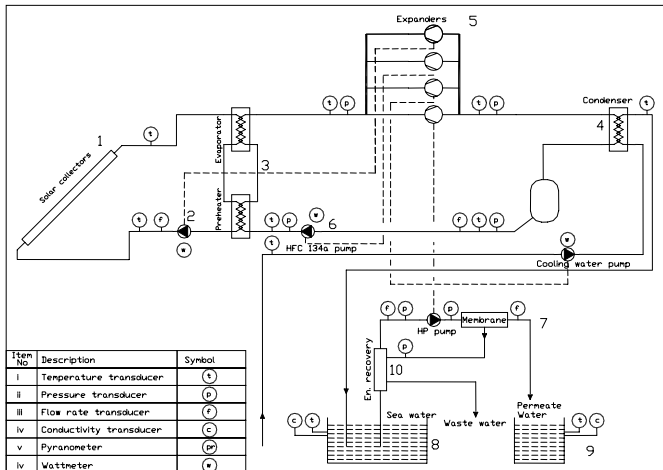 Expanders 5
Condenser
4
1
Solar collectors
t
Evaporator
3
Preheater
t p
t p
t
t f
2
w
t p
w
6
HFC 134a pump
t
f t p
w
Cooling water pump
f p
p
f
Membrane
7
HP pump
p
En. recovery
10
Sea water
Waste water
Permeate
Water
c t
8
t c
9
Item No Description Symbol
i Temperature transducer t
ii Pressure transducer p
iii Flow rate transducer f
iv Conductivity transducer c
v Pyranometer pr
iv Wattmeter w